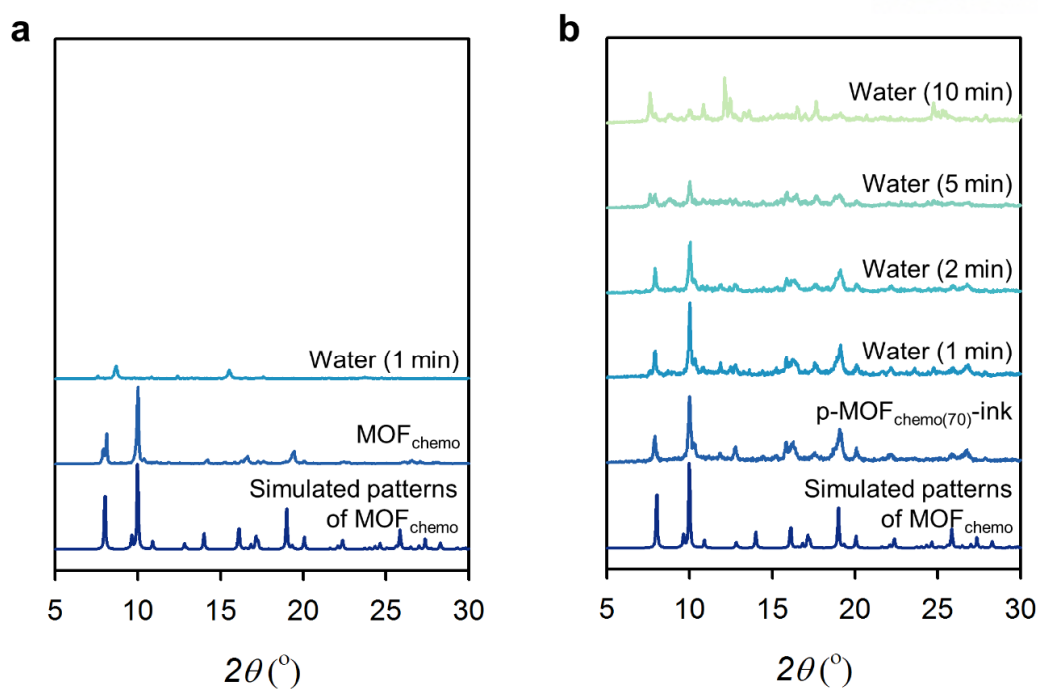 a
Water (1 min)
MOFchemo
Simulated patterns
of MOFchemo
5 10 15 20 25 30
2θ (o)
b
Water (10 min)
Water (5 min)
Water (2 min)
Water (1 min)
p-MOFchemo(70)-ink
Simulated patterns
of MOFchemo
5 10 15 20 25 30
2θ (o)